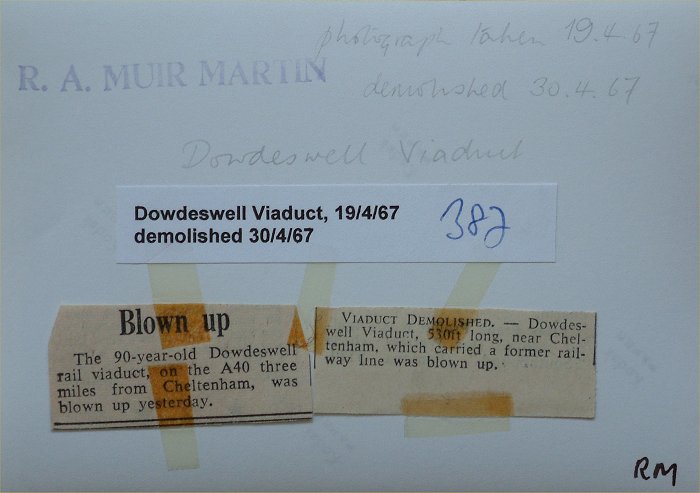 photograph taken 19.4.67
R. A. MUIR MARTIN
demolished 30.4.67
Dowdeswell Viaduct
Dowdeswell Viaduct, 19/4/67
demolished 30/4/67
387
Blown up
The 90-year-old Dowdeswell
rail viaduct, on the A40 three
miles from Cheltenham, was
blown up yesterday.
VIADUCT DEMOLISHED. — Dowdes-
well Viaduct, 530ft long, near Chel-
tenham, which carried a former rail-
way line was blown up.
RM